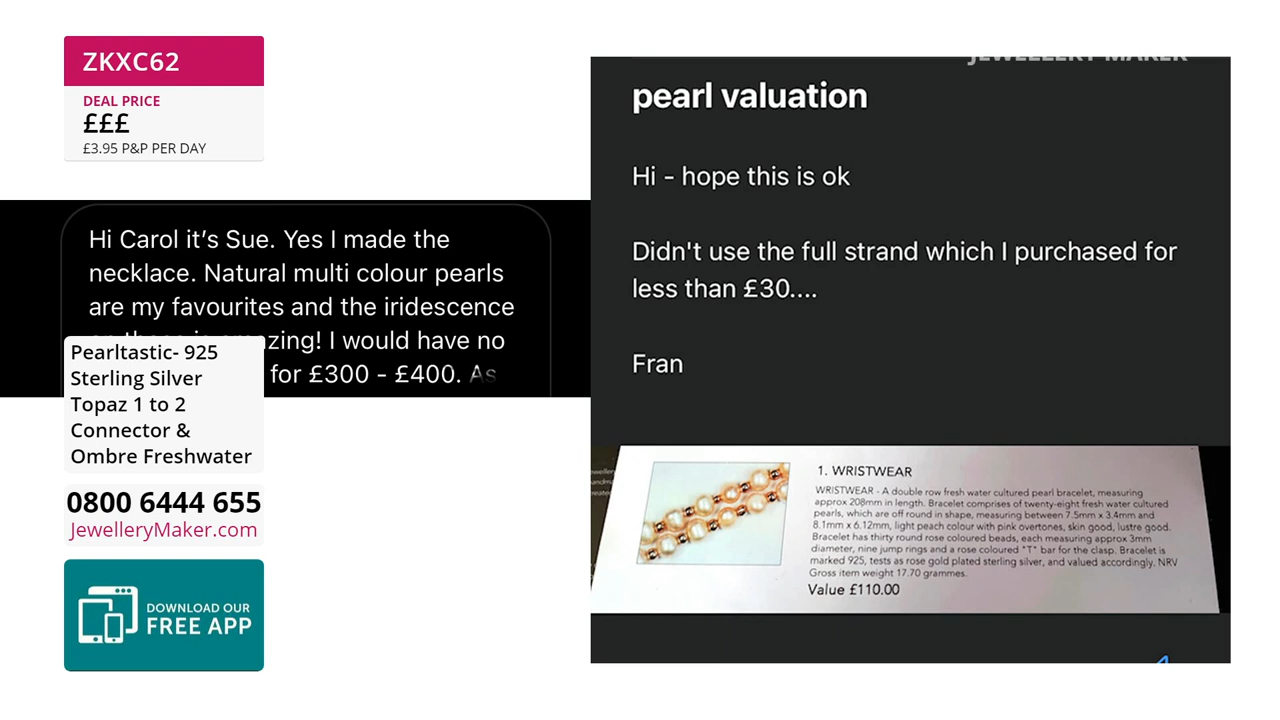 ZKXC62
DEAL PRICE
£££
£3.95 P&P PER DAY
Hi Carol it's Sue. Yes I made the
necklace. Natural multi colour pearls
are my favourites and the iridescence
amazing! I would have no
for £300 - £400. As
Pearltastic- 925
Sterling Silver
Topaz 1 to 2
Connector &
Ombre Freshwater
0800 6444 655
JewelleryMaker.com
DOWNLOAD OUR
FREE APP
JEWELLERY MAKER
pearl valuation
Hi - hope this is ok
Didn't use the full strand which I purchased for
less than £30....
Fran
1. WRISTWEAR
WRISTWEAR - A double row fresh water cultured pearl bracelet, measuring
approx 208mm in length. Bracelet comprises of twenty-eight fresh water cultured
pearls, which are off round in shape, measuring between 7.5mm x 3.4mm and
8.1mm x 6.12mm, light peach colour with pink overtones, skin good, lustre good.
Bracelet has thirty round rose coloured beads, each measuring approx 3mm
diameter, nine jump rings and a rose coloured "T" bar for the clasp. Bracelet is
marked 925, tests as rose gold plated sterling silver, and valued accordingly. NRV
Gross item weight 17.70 grammes.
Value £110.00